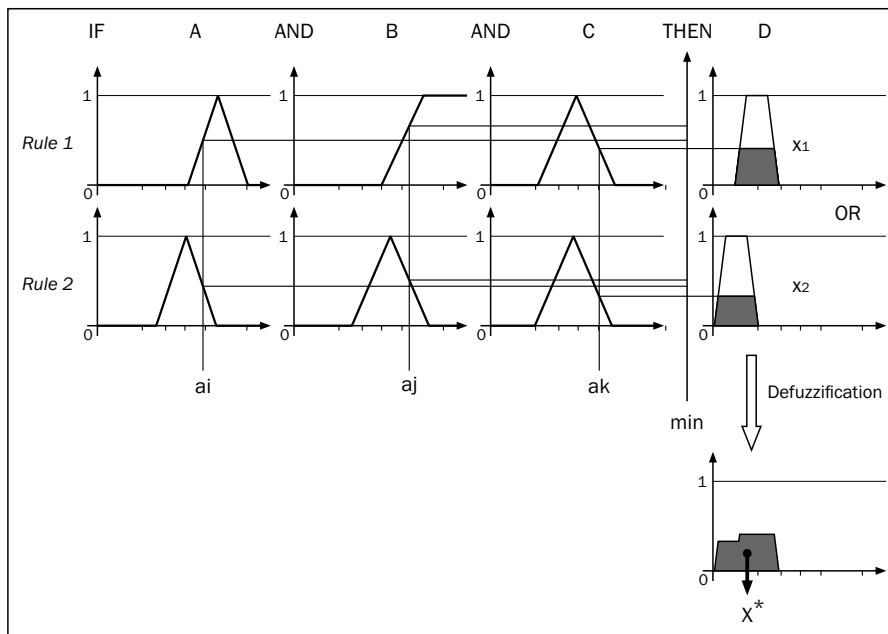 IF A AND B AND C THEN D
1 1 1 1
Rule 1 X1
0 0 0 0
OR
1 1 1 1
Rule 2 X2
0 0 0 0
ai aj ak
Defuzzification
min
1
0
X*